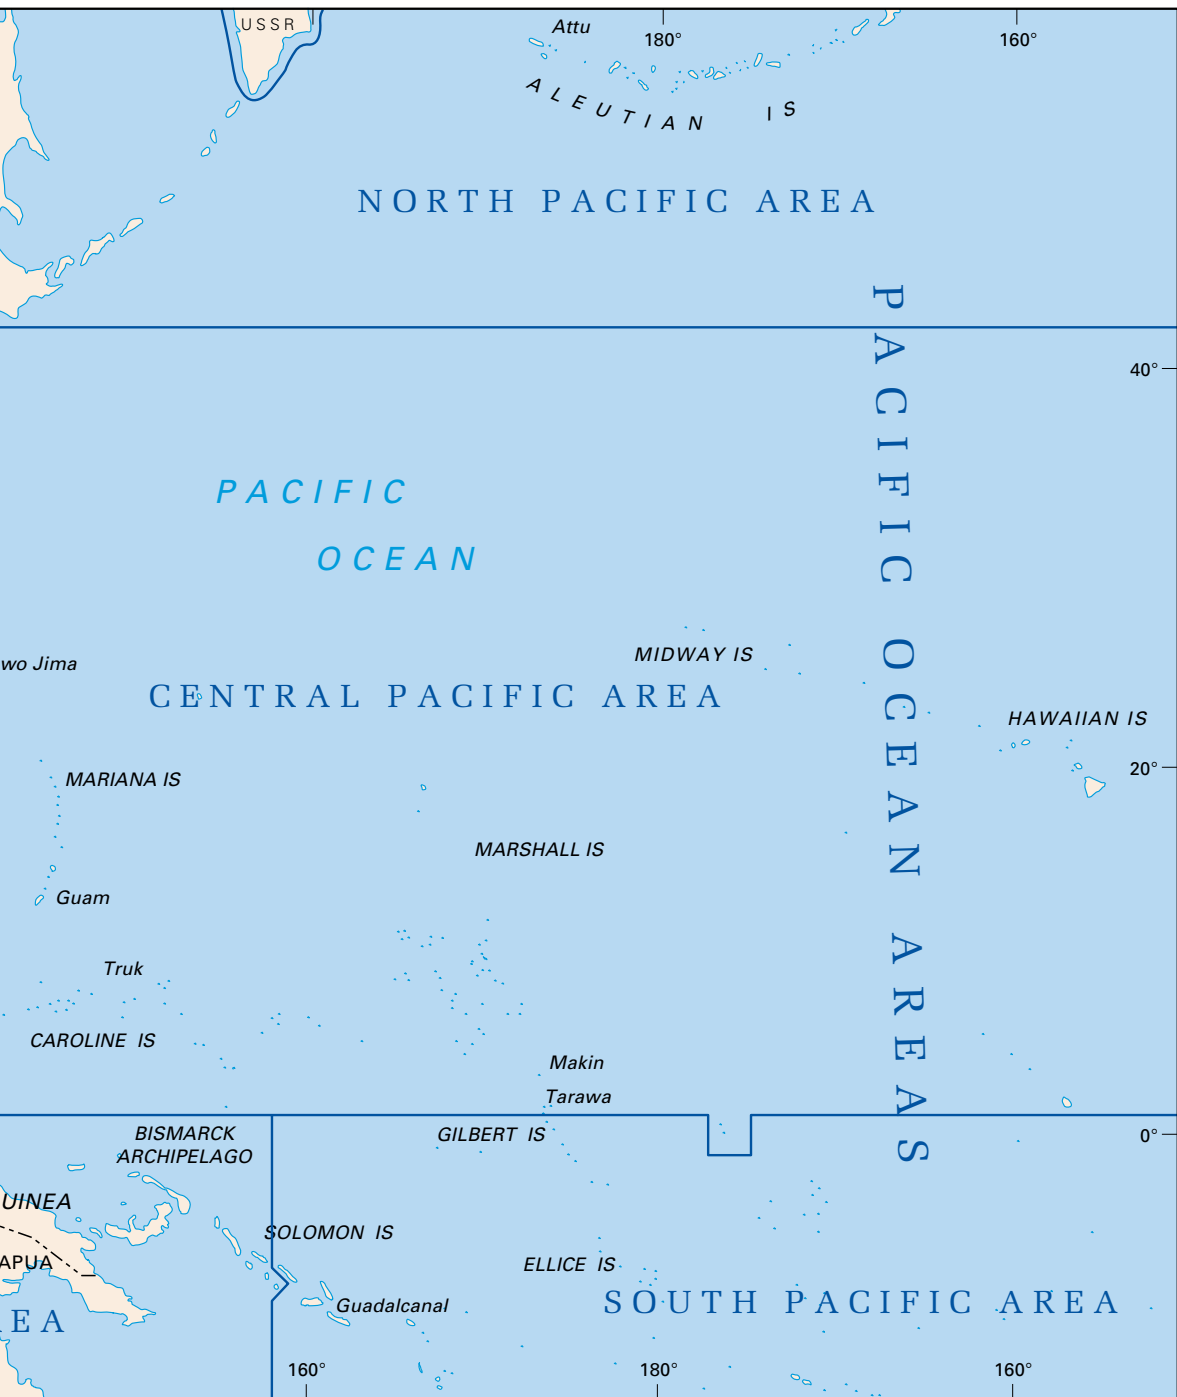 USSR
Attu
180°
160°
ALEUTIAN IS
NORTH PACIFIC AREA
PACIFIC OCEAN AREAS
40°
PACIFIC
OCEAN
MIDWAY IS
wo Jima
CENTRAL PACIFIC AREA
HAWAIIAN IS
20°
MARIANA IS
MARSHALL IS
Guam
Truk
CAROLINE IS
Makin
Tarawa
BISMARCK
ARCHIPELAGO
GILBERT IS
0°
UINEA
SOLOMON IS
APUA
ELLICE IS
Guadalcanal
SOUTH PACIFIC AREA
EA
160°
180°
160°